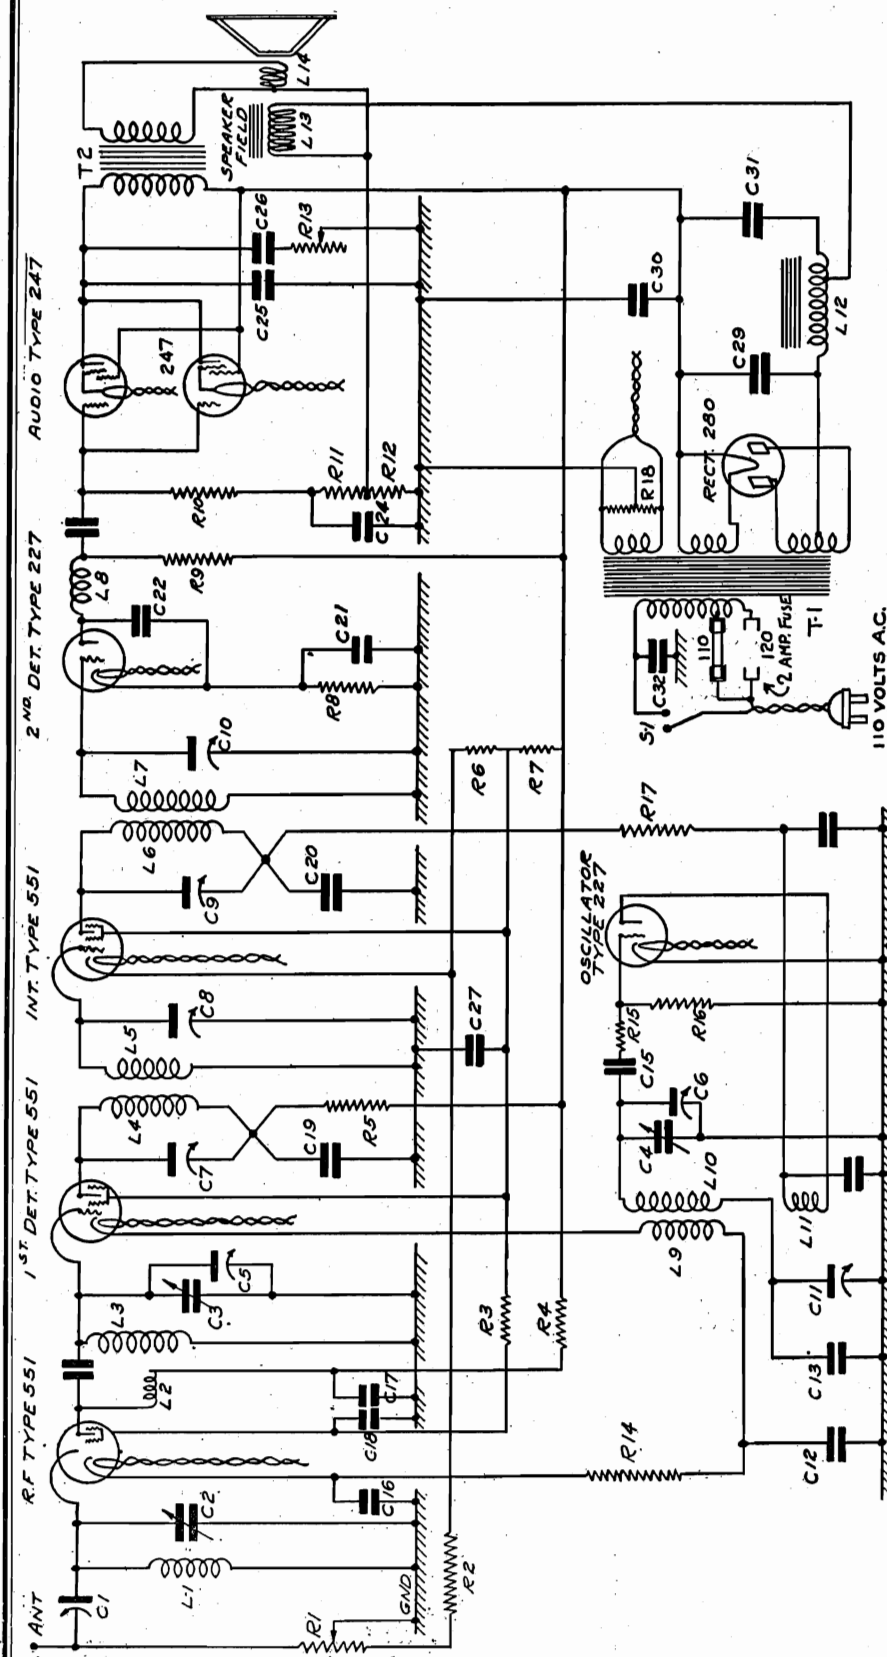 ANT
R.F TYPE 551
1ST. DET. TYPE 551
INT. TYPE 551
2ND. DET. TYPE 227
AUDIO TYPE 247
C1
L1
C2
L2
L3
C3
C5
C7
L4
L5
C8
C9
L6
L7
C10
C22
L8
R9
R10
247
C25
C26
R13
T2
SPEAKER
FIELD
L13
L14
R1
GND
C16
C18
C17
C19
R5
C20
R8
C21
C24
R11
R12
R2
R3
R4
C27
R6
R7
C30
R18
RECT. 280
C29
C31
L12
S1
C32
110
120
2 AMP. FUSE
T-1
110 VOLTS A.C.
R14
L9
L10
C4
C6
C15
R15
R16
OSCILLATOR
TYPE 227
R17
L11
C12
C13
C11